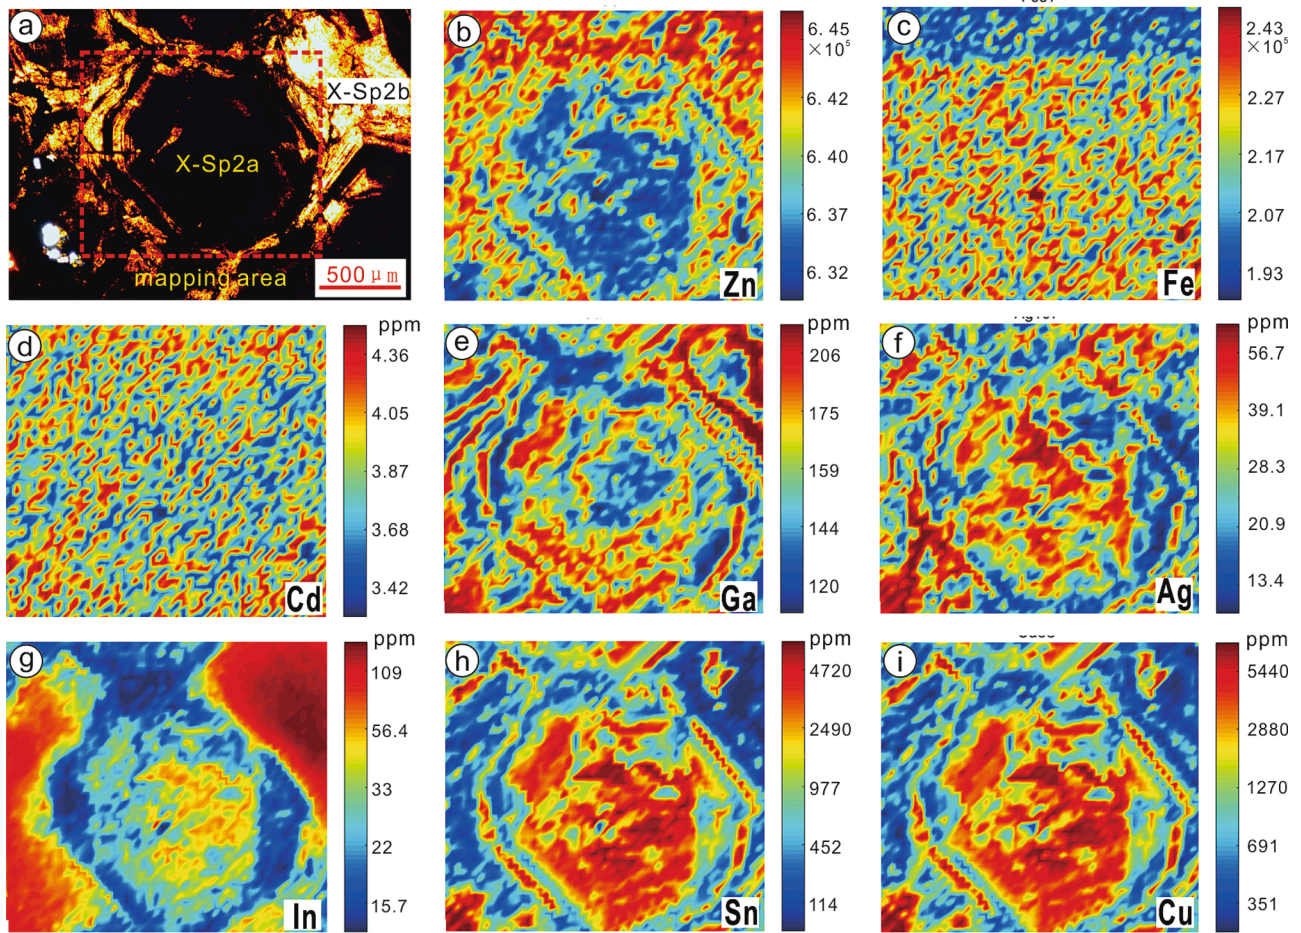 a
X-Sp2b
X-Sp2a
mapping area
500 μm
b
6.45
×10⁵
6.42
6.40
6.37
6.32
Zn
c
2.43
×10⁵
2.27
2.17
2.07
1.93
Fe
d
ppm
4.36
4.05
3.87
3.68
3.42
Cd
e
ppm
206
175
159
144
120
Ga
f
ppm
56.7
39.1
28.3
20.9
13.4
Ag
g
ppm
109
56.4
33
22
15.7
In
h
ppm
4720
2490
977
452
114
Sn
i
ppm
5440
2880
1270
691
351
Cu